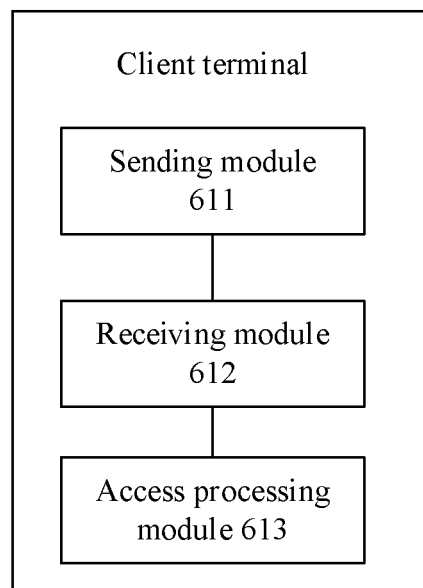 Client terminal
Sending module
611
Receiving module
612
Access processing
module 613